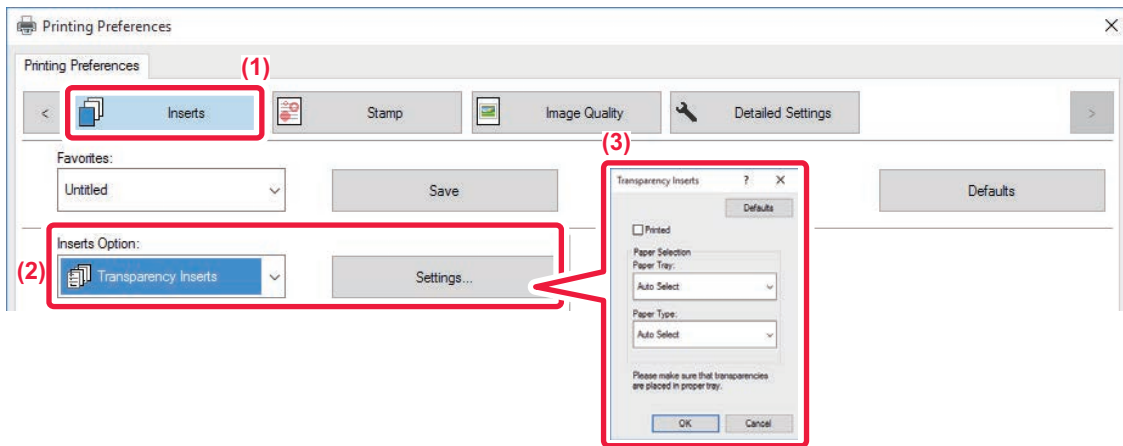 Printing Preferences
Printing Preferences
(1)
< Inserts Stamp Image Quality Detailed Settings >
Favorites:
Untitled Save Defaults
Inserts Option:
(2) Transparency Inserts Settings...
(3)
Transparency Inserts ? X
Defaults
Printed
Paper Selection
Paper Tray:
Auto Select
Paper Type:
Auto Select
Please make sure that transparencies
are placed in proper tray.
OK Cancel